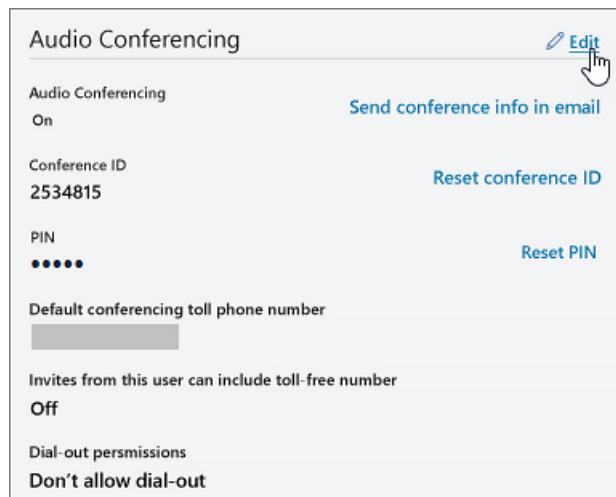 Audio Conferencing
Edit
Audio Conferencing
On
Send conference info in email
Conference ID
2534815
Reset conference ID
PIN
•••••
Reset PIN
Default conferencing toll phone number
Invites from this user can include toll-free number
Off
Dial-out persmissions
Don't allow dial-out